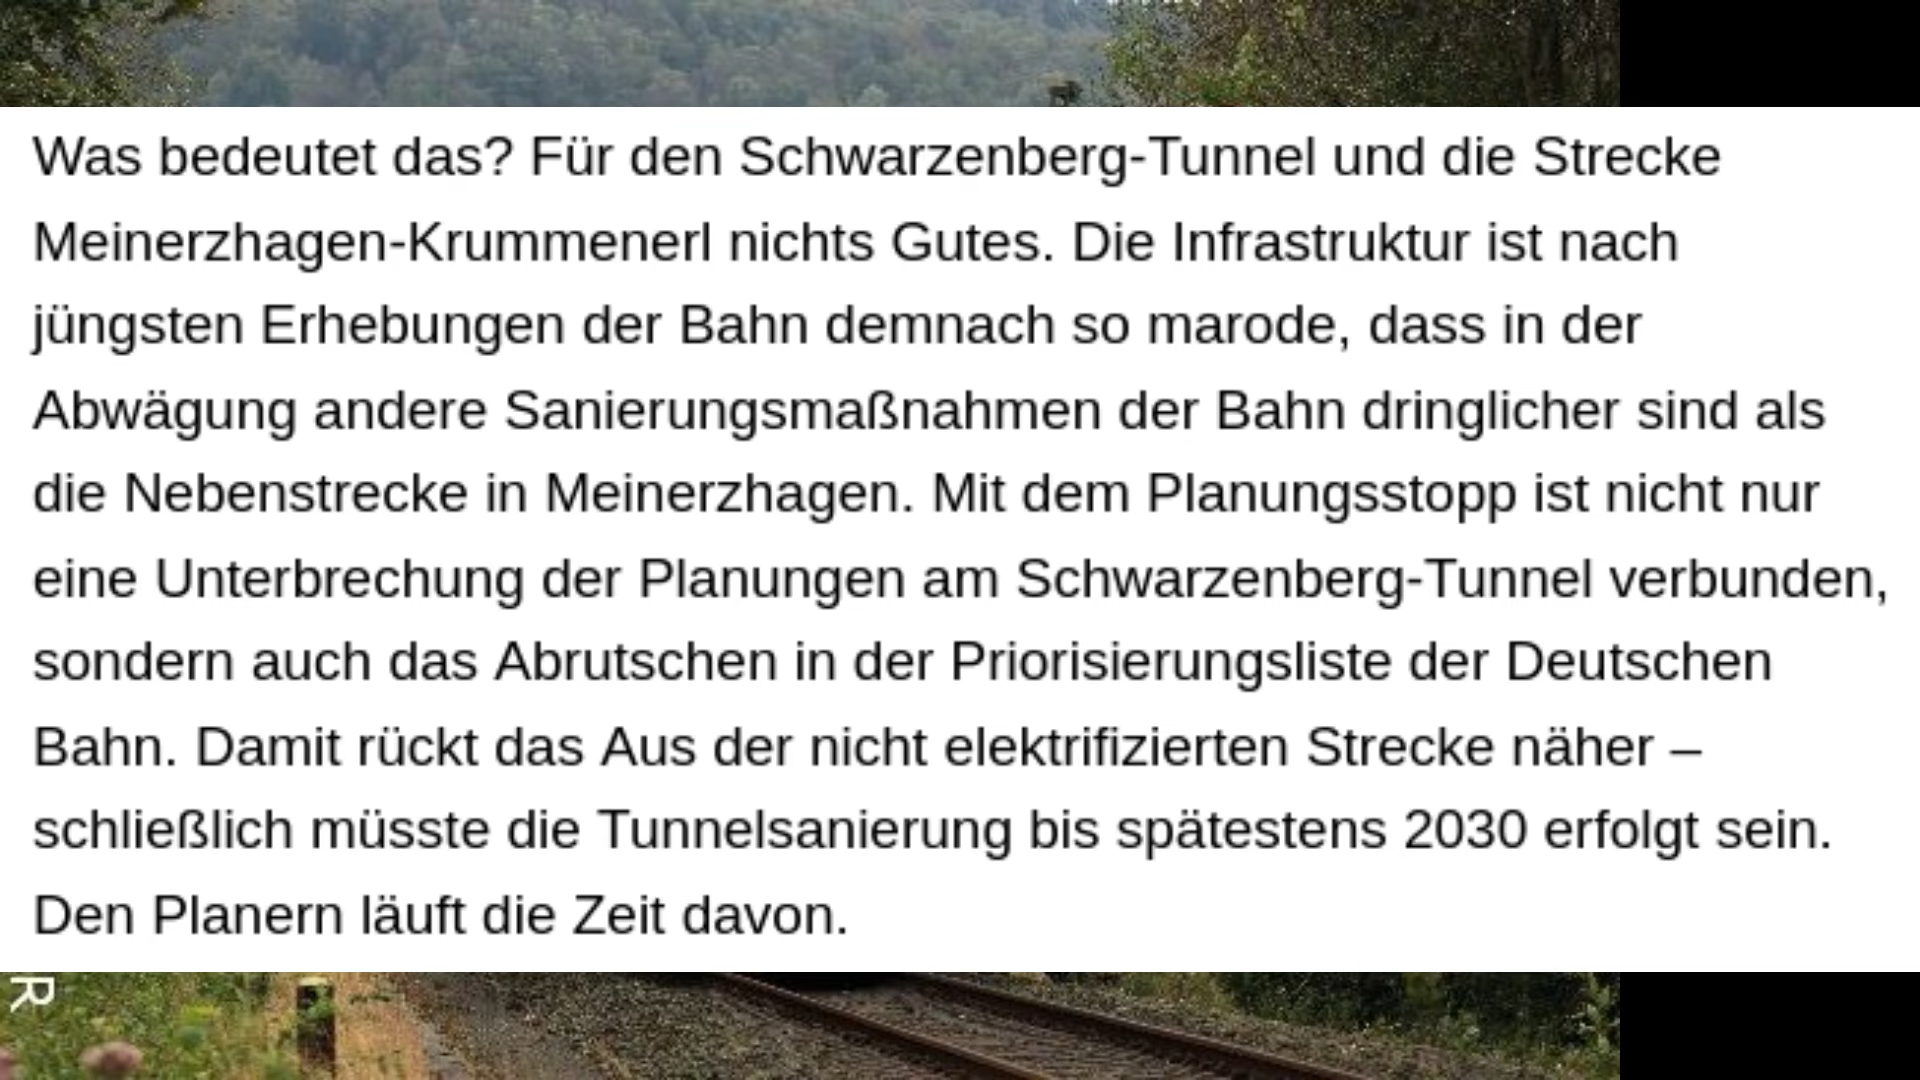 Was bedeutet das? Für den Schwarzenberg-Tunnel und die Strecke
Meinerzhagen-Krummenerl nichts Gutes. Die Infrastruktur ist nach
jüngsten Erhebungen der Bahn demnach so marode, dass in der
Abwägung andere Sanierungsmaßnahmen der Bahn dringlicher sind als
die Nebenstrecke in Meinerzhagen. Mit dem Planungsstopp ist nicht nur
eine Unterbrechung der Planungen am Schwarzenberg-Tunnel verbunden,
sondern auch das Abrutschen in der Priorisierungsliste der Deutschen
Bahn. Damit rückt das Aus der nicht elektrifizierten Strecke näher –
schließlich müsste die Tunnelsanierung bis spätestens 2030 erfolgt sein.
Den Planern läuft die Zeit davon.
R